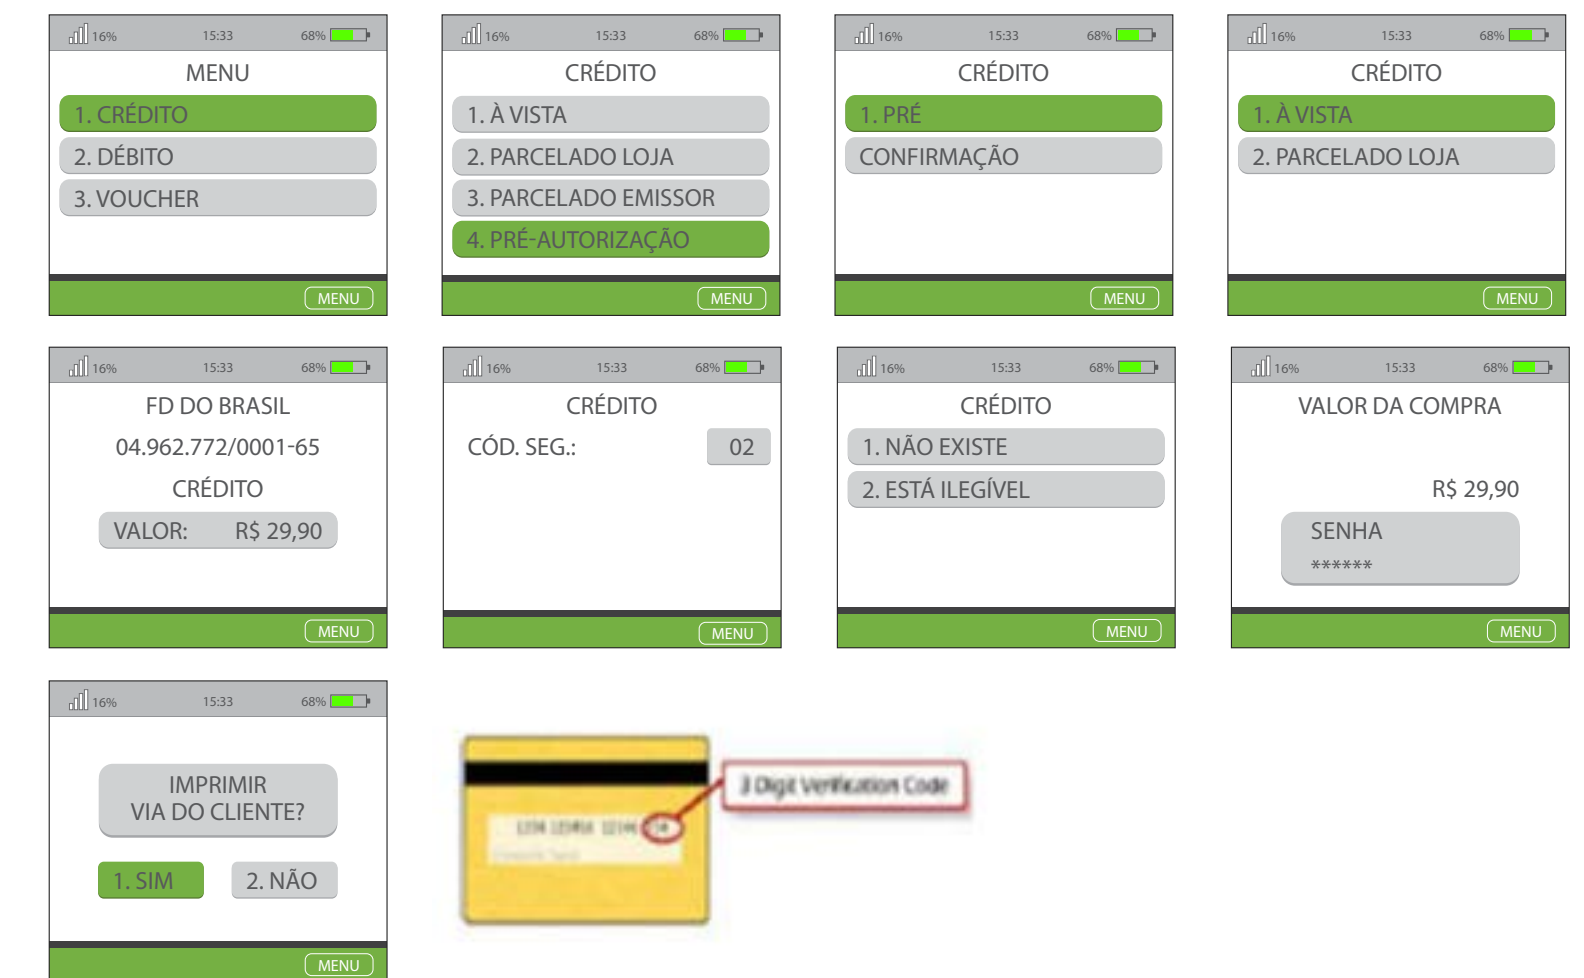 16% 15:33 68%
MENU
1. CRÉDITO
2. DÉBITO
3. VOUCHER
MENU
16% 15:33 68%
CRÉDITO
1. À VISTA
2. PARCELADO LOJA
3. PARCELADO EMISSOR
4. PRÉ-AUTORIZAÇÃO
MENU
16% 15:33 68%
CRÉDITO
1. PRÉ
CONFIRMAÇÃO
MENU
16% 15:33 68%
CRÉDITO
1. À VISTA
2. PARCELADO LOJA
MENU
16% 15:33 68%
FD DO BRASIL
04.962.772/0001-65
CRÉDITO
VALOR: R$ 29,90
MENU
16% 15:33 68%
CRÉDITO
CÓD. SEG.: 02
MENU
16% 15:33 68%
CRÉDITO
1. NÃO EXISTE
2. ESTÁ ILEGÍVEL
MENU
16% 15:33 68%
VALOR DA COMPRA
R$ 29,90
SENHA
******
MENU
16% 15:33 68%
IMPRIMIR
VIA DO CLIENTE?
1. SIM 2. NÃO
MENU
3 Digit Verification Code